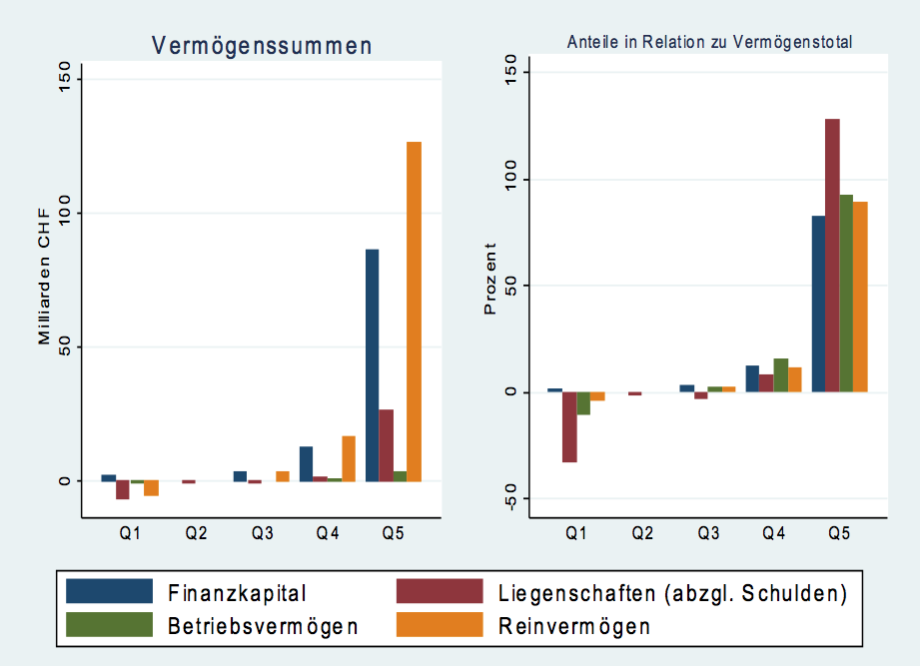 Vermögenssummen
Milliarden CHF
150
100
50
0
Q1 Q2 Q3 Q4 Q5
Anteile in Relation zu Vermögenstotal
Prozent
150
100
50
0
-50
Q1 Q2 Q3 Q4 Q5
Finanzkapital Liegenschaften (abzgl. Schulden)
Betriebsvermögen Reinvermögen